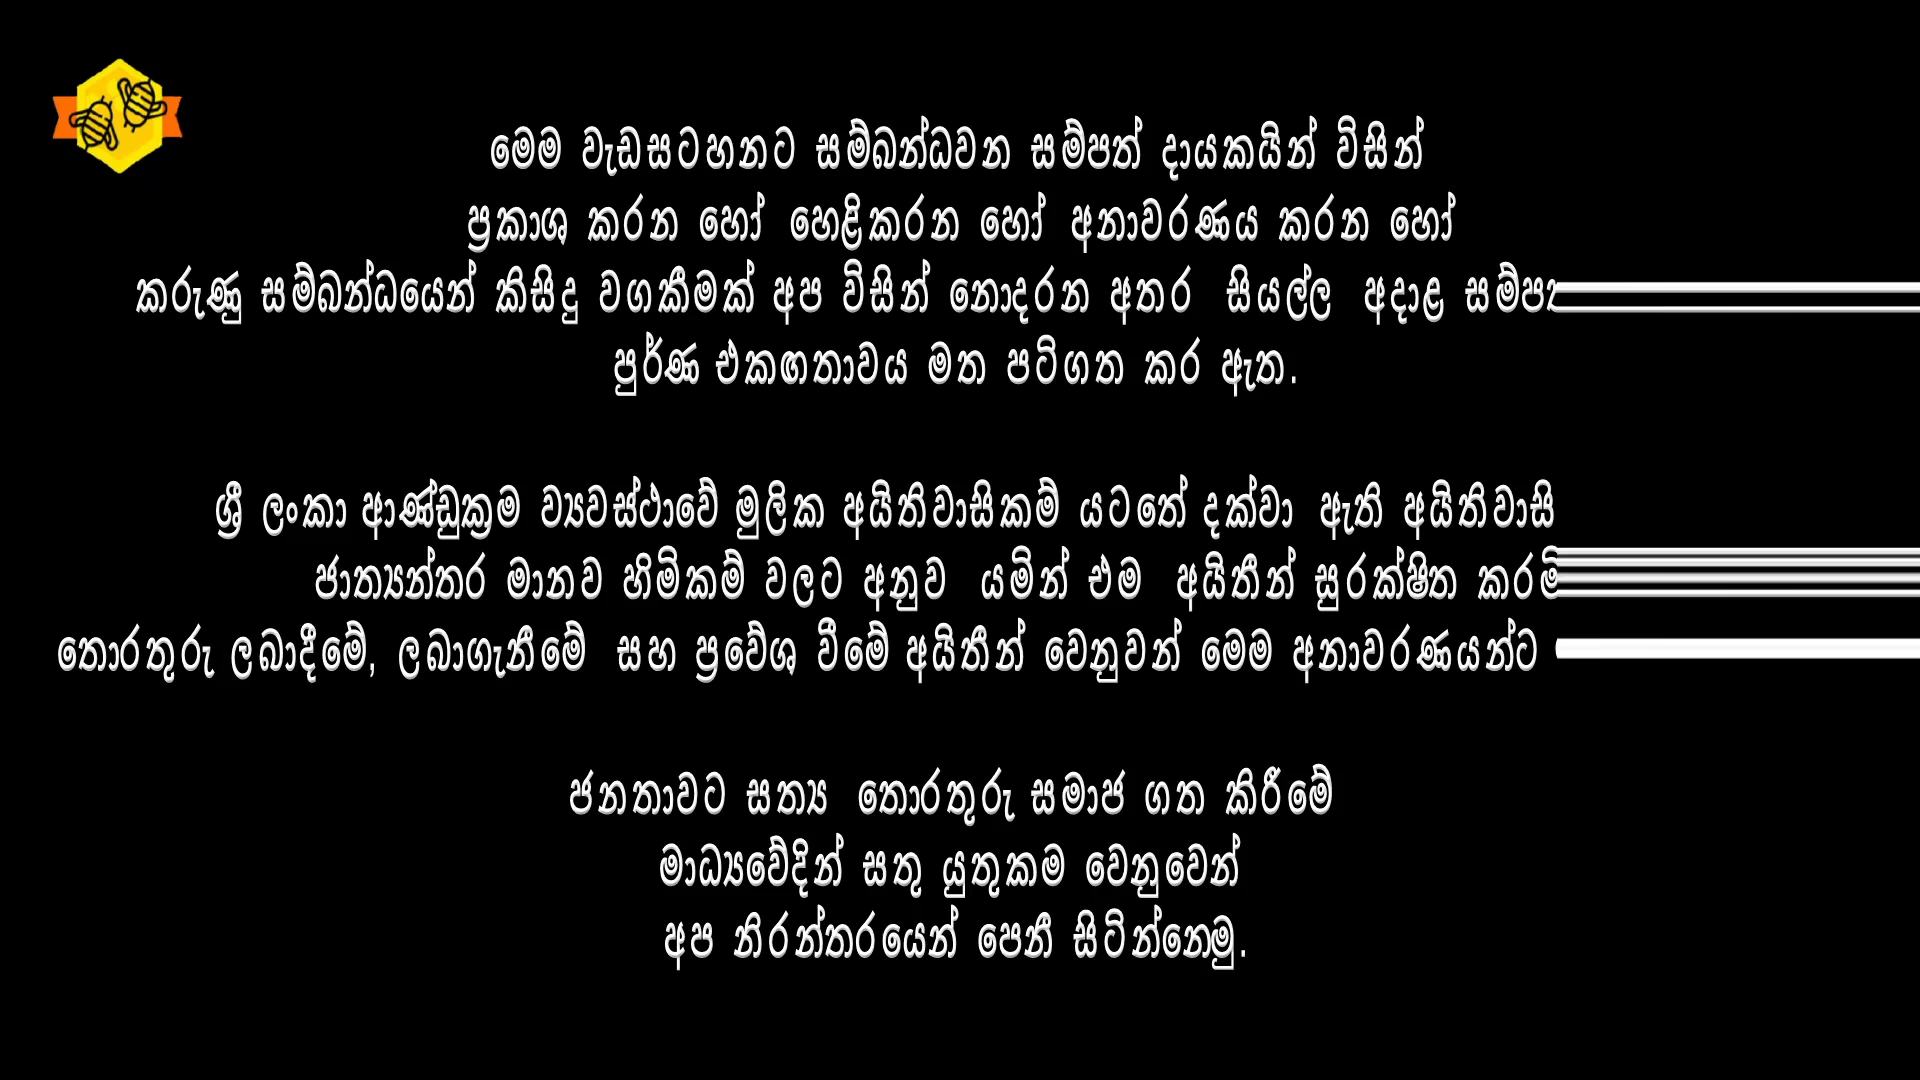 මෙම වැඩසටහනට සම්බන්ධවන සම්පත් දායකයින් විසින්
ප්‍රකාශ කරන හෝ හෙළිකරන හෝ අනාවරණය කරන හෝ
කරුණු සම්බන්ධයෙන් කිසිදු වගකීමක් අප විසින් නොදරන අතර සියල්ල අදාළ
පුර්ණ එකඟතාවය මත පටිගත කර ඇත.
ශ්‍රී ලංකා ආණ්ඩුක්‍රම ව්‍යවස්ථාවේ මුලික අයිතිවාසිකම් යටතේ දක්වා ඇති
ජාත්‍යන්තර මානව හිමිකම් වලට අනුව යමින් එම අයිතීන් සුරක්ෂිත
තොරතුරු ලබාදීමේ, ලබාගැනීමේ සහ ප්‍රවේශ වීමේ අයිතීන් වෙනුවන් මෙම අනාවරණයන්ට
ජනතාවට සත්‍ය තොරතුරු සමාජ ගත කිරීමේ
මාධ්‍යවේදින් සතු යුතුකම වෙනුවෙන්
අප නිරන්තරයෙන් පෙනී සිටින්නෙමු.